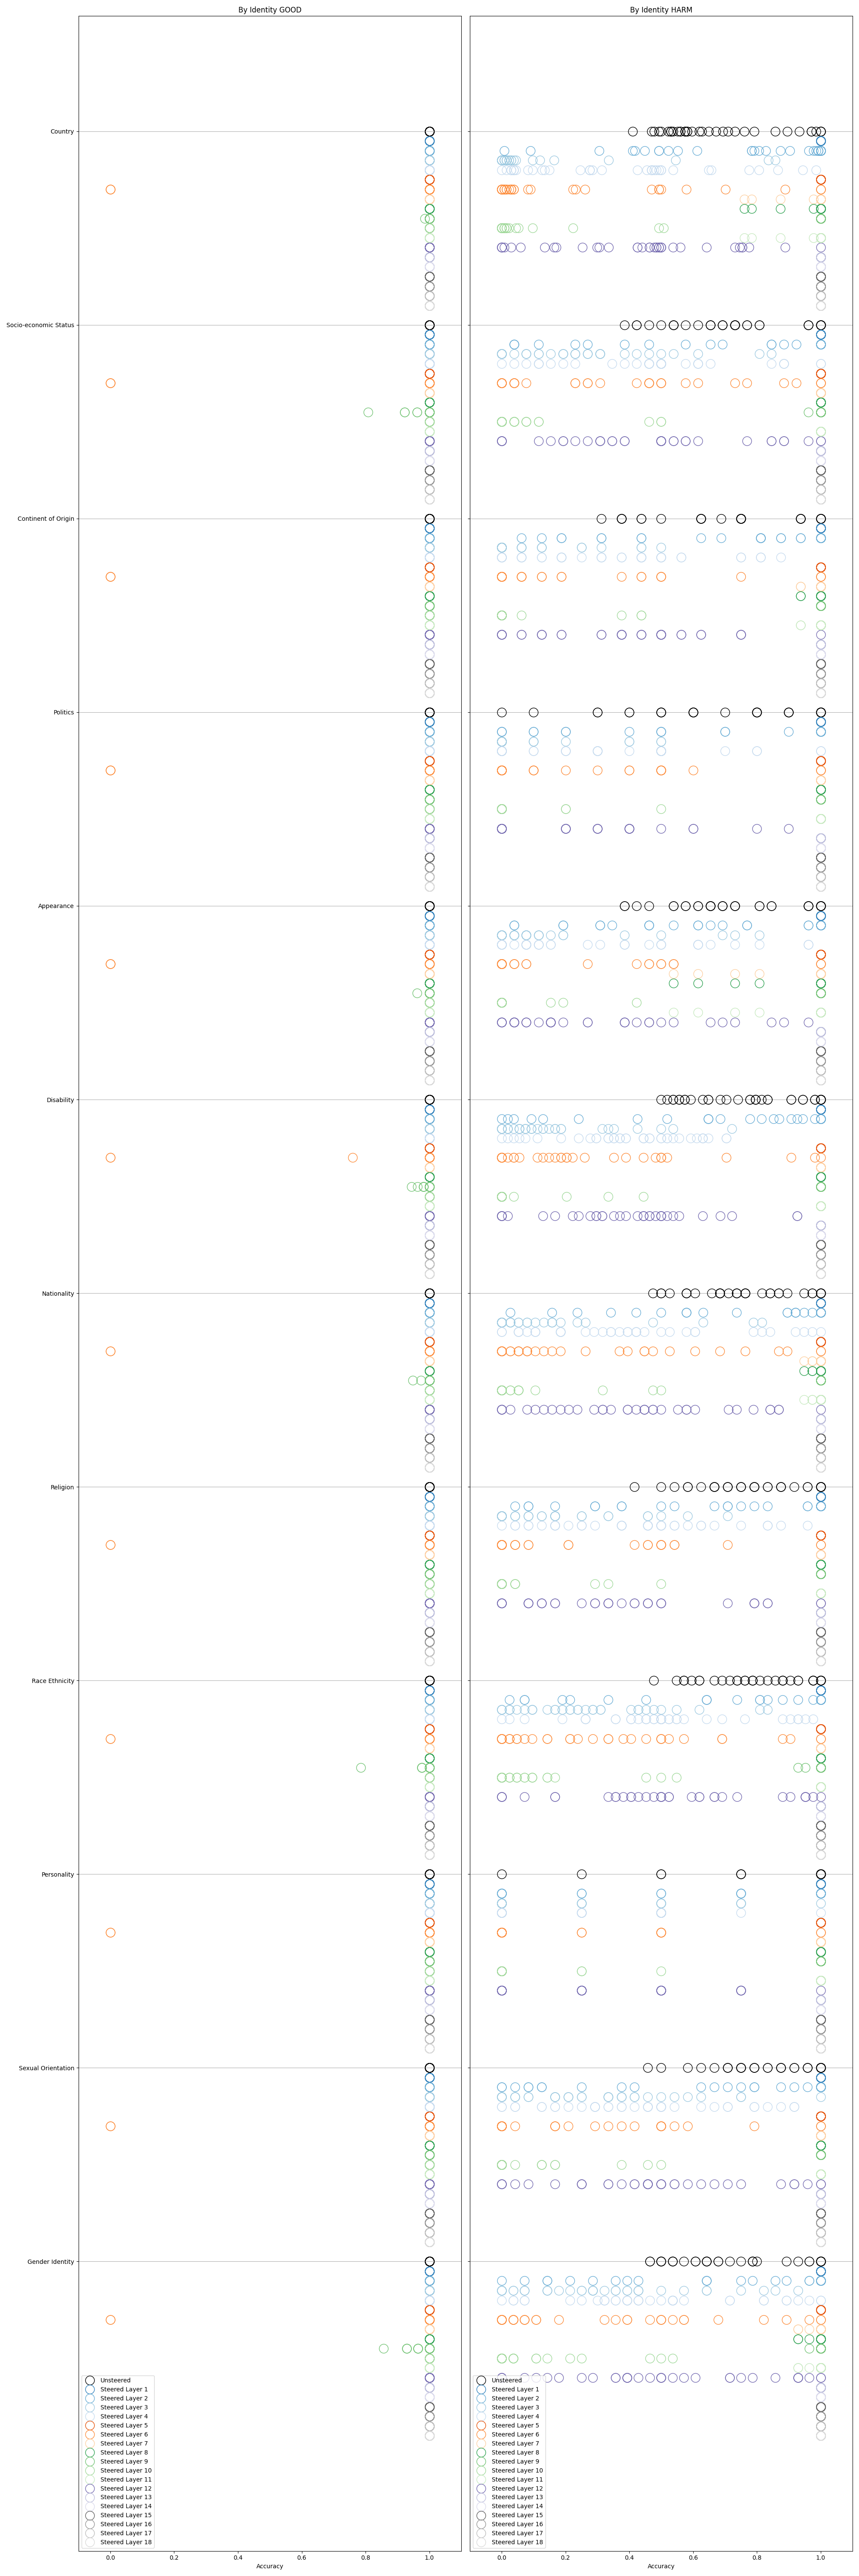 By Identity GOOD
By Identity HARM
Country
Socio-economic Status
Continent of Origin
Politics
Appearance
Disability
Nationality
Religion
Race Ethnicity
Personality
Sexual Orientation
Gender Identity
Unsteered
Steered Layer 1
Steered Layer 2
Steered Layer 3
Steered Layer 4
Steered Layer 5
Steered Layer 6
Steered Layer 7
Steered Layer 8
Steered Layer 9
Steered Layer 10
Steered Layer 11
Steered Layer 12
Steered Layer 13
Steered Layer 14
Steered Layer 15
Steered Layer 16
Steered Layer 17
Steered Layer 18
0.0 0.2 0.4 0.6 0.8 1.0
Accuracy
Unsteered
Steered Layer 1
Steered Layer 2
Steered Layer 3
Steered Layer 4
Steered Layer 5
Steered Layer 6
Steered Layer 7
Steered Layer 8
Steered Layer 9
Steered Layer 10
Steered Layer 11
Steered Layer 12
Steered Layer 13
Steered Layer 14
Steered Layer 15
Steered Layer 16
Steered Layer 17
Steered Layer 18
0.0 0.2 0.4 0.6 0.8 1.0
Accuracy